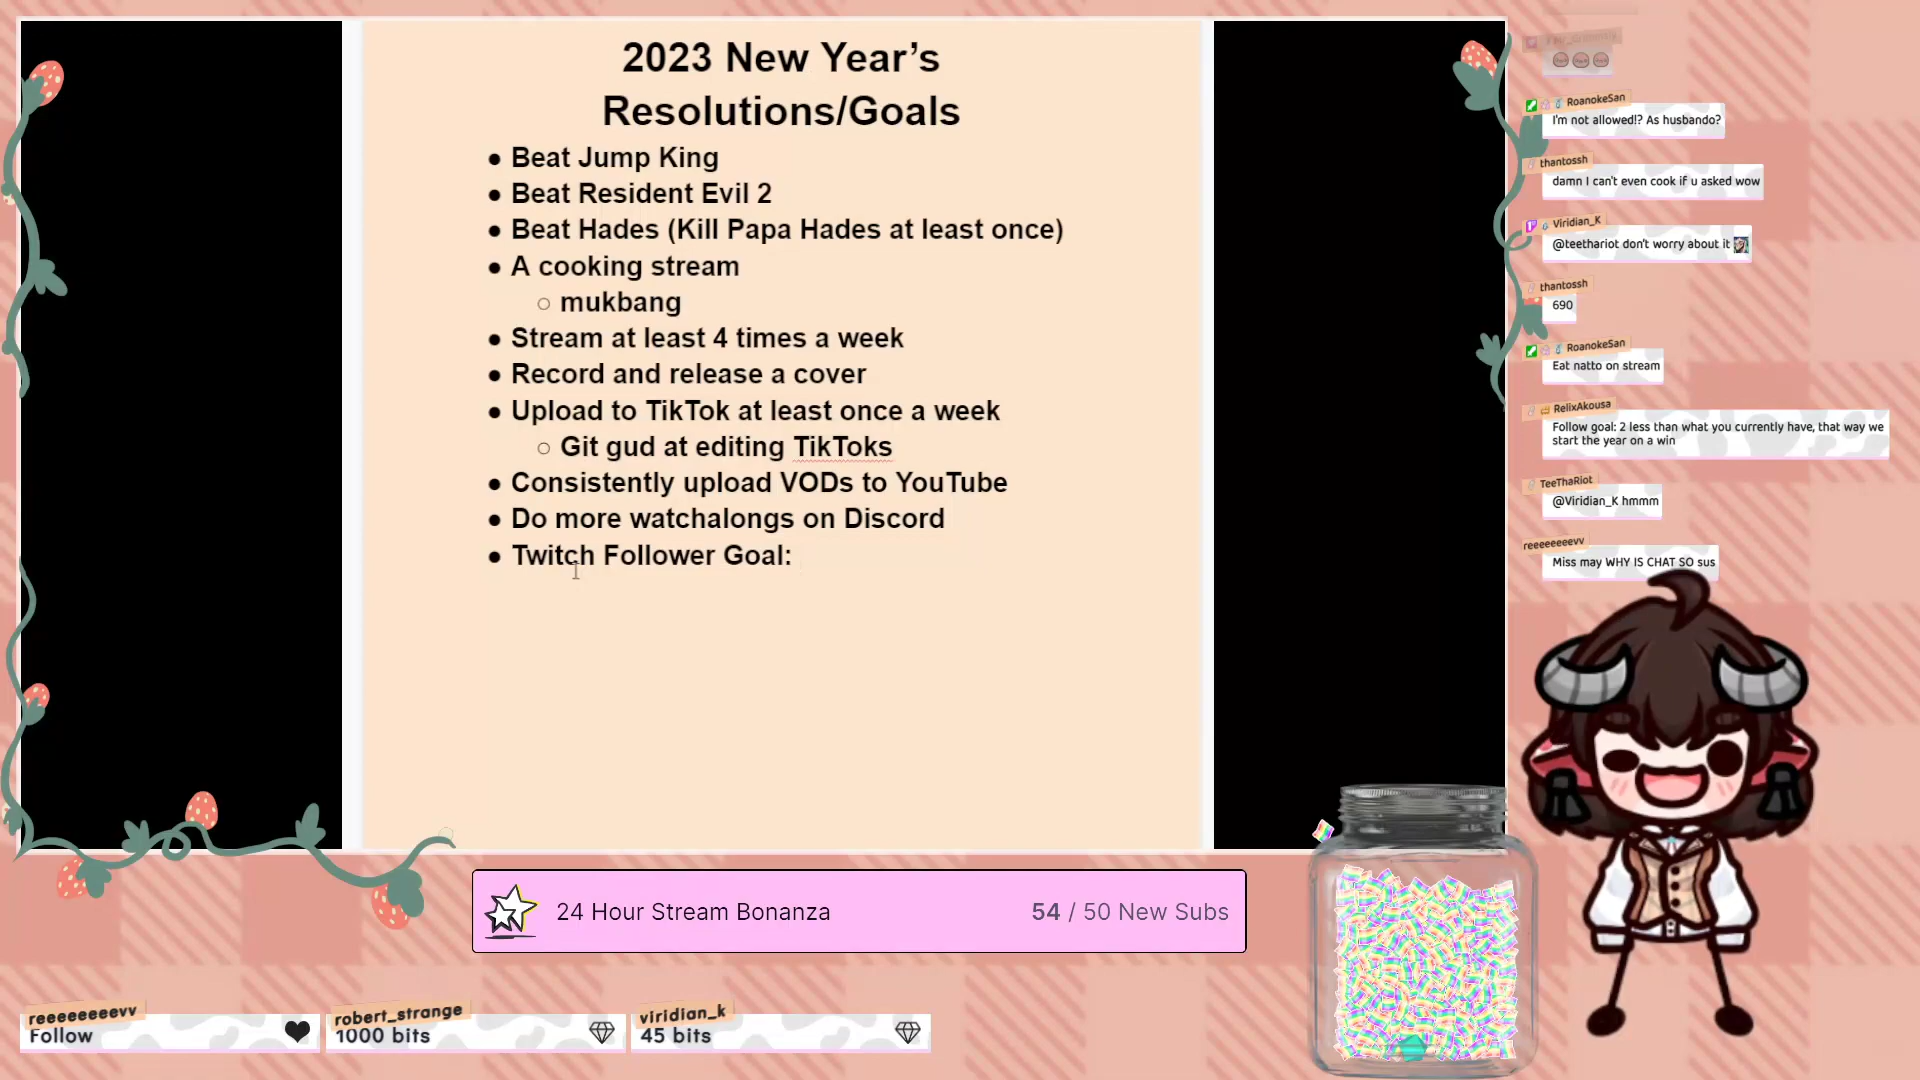 2023 New Year’s
Resolutions/Goals
● Beat Jump King
● Beat Resident Evil 2
● Beat Hades (Kill Papa Hades at least once)
● A cooking stream
○ mukbang
● Stream at least 4 times a week
● Record and release a cover
● Upload to TikTok at least once a week
○ Git gud at editing TikToks
● Consistently upload VODs to YouTube
● Do more watchalongs on Discord
● Twitch Follower Goal:
RoanokeSan
I'm not allowed!? As husbando?
thantossh
damn I can't even cook if u asked wow
Viridian_K
@teethariot don't worry about it
thantossh
690
RoanokeSan
Eat natto on stream
RelixAkousa
Follow goal: 2 less than what you currently have, that way we
start the year on a win
TeeThaRiot
@Viridian_K hmmm
reeeeeeeevv
Miss may WHY IS CHAT SO sus
24 Hour Stream Bonanza
54 / 50 New Subs
reeeeeeeevv
Follow
robert_strange
1000 bits
viridian_k
45 bits